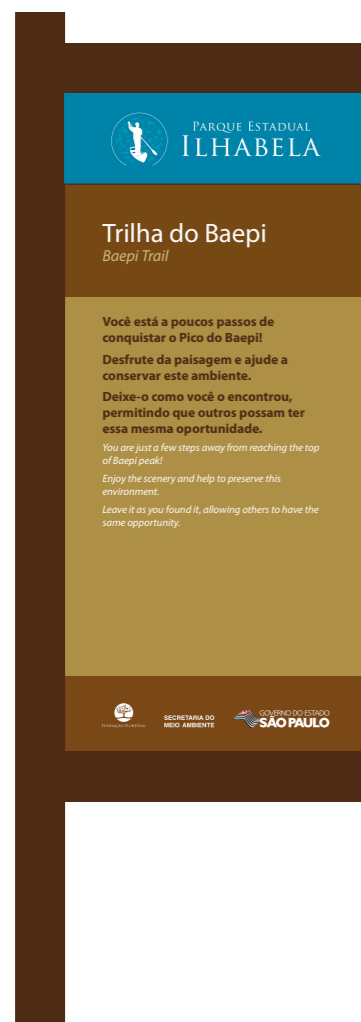 Parque Estadual
Ilhabela
Trilha do Baepi
Baepi Trail
Você está a poucos passos de
conquistar o Pico do Baepi!
Desfrute da paisagem e ajude a
conservar este ambiente.
Deixe-o como você o encontrou,
permitindo que outros possam ter
essa mesma oportunidade.
You are just a few steps away from reaching the top
of Baepi peak!
Enjoy the scenery and help to preserve this
environment.
Leave it as you found it, allowing others to have the
same opportunity.
Fundação Florestal
SECRETARIA DO
MEIO AMBIENTE
GOVERNO DO ESTADO
SÃO PAULO